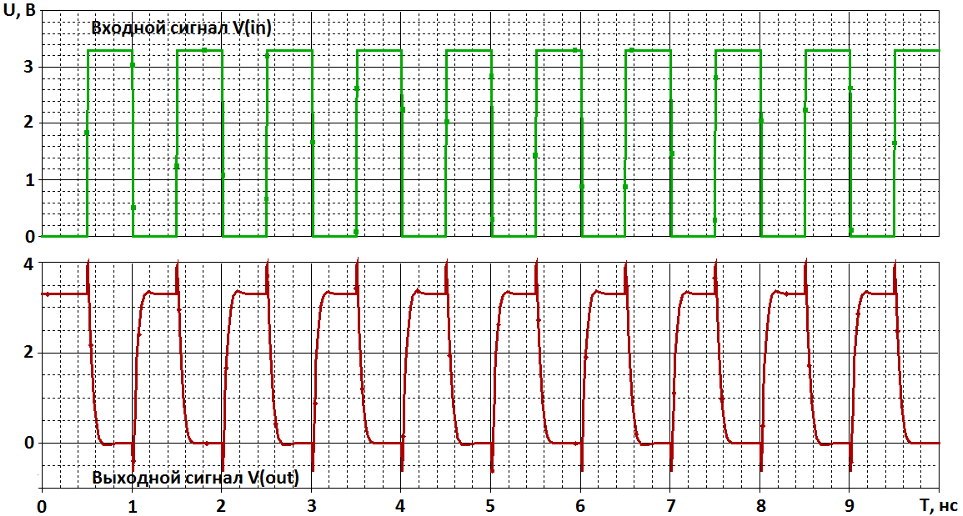 U, В
Входной сигнал V(in)
3
2
1
0
4
2
0
Выходной сигнал V(out)
0 1 2 3 4 5 6 7 8 9 T, нс